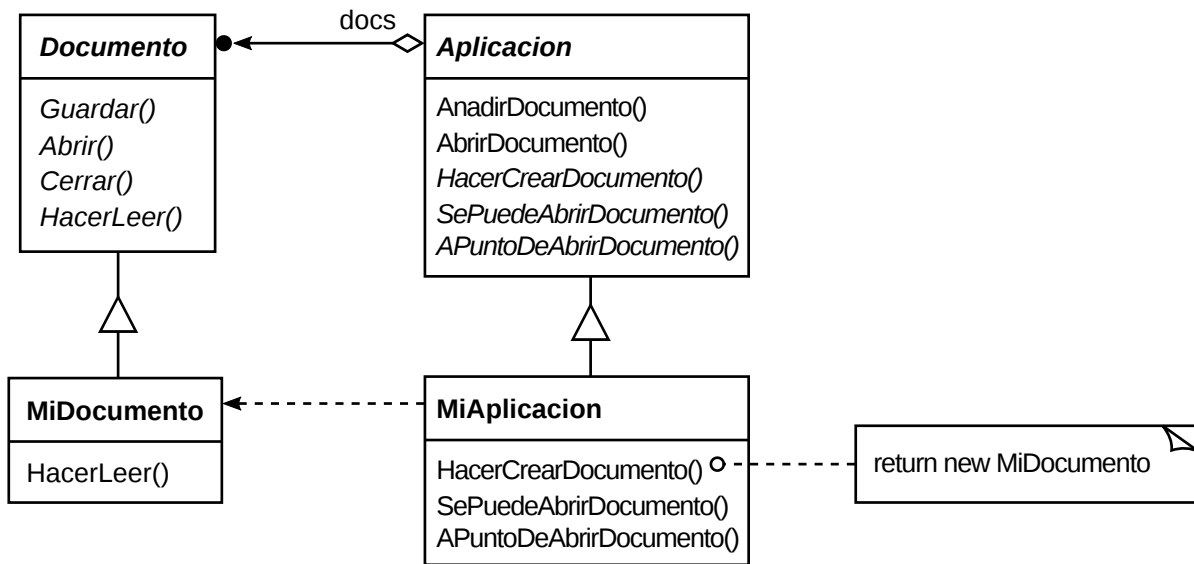 docs
Documento
Guardar()
Abrir()
Cerrar()
HacerLeer()
Aplicacion
AnadirDocumento()
AbrirDocumento()
HacerCrearDocumento()
SePuedeAbrirDocumento()
APuntoDeAbrirDocumento()
MiDocumento
HacerLeer()
MiAplicacion
HacerCrearDocumento()
SePuedeAbrirDocumento()
APuntoDeAbrirDocumento()
return new MiDocumento